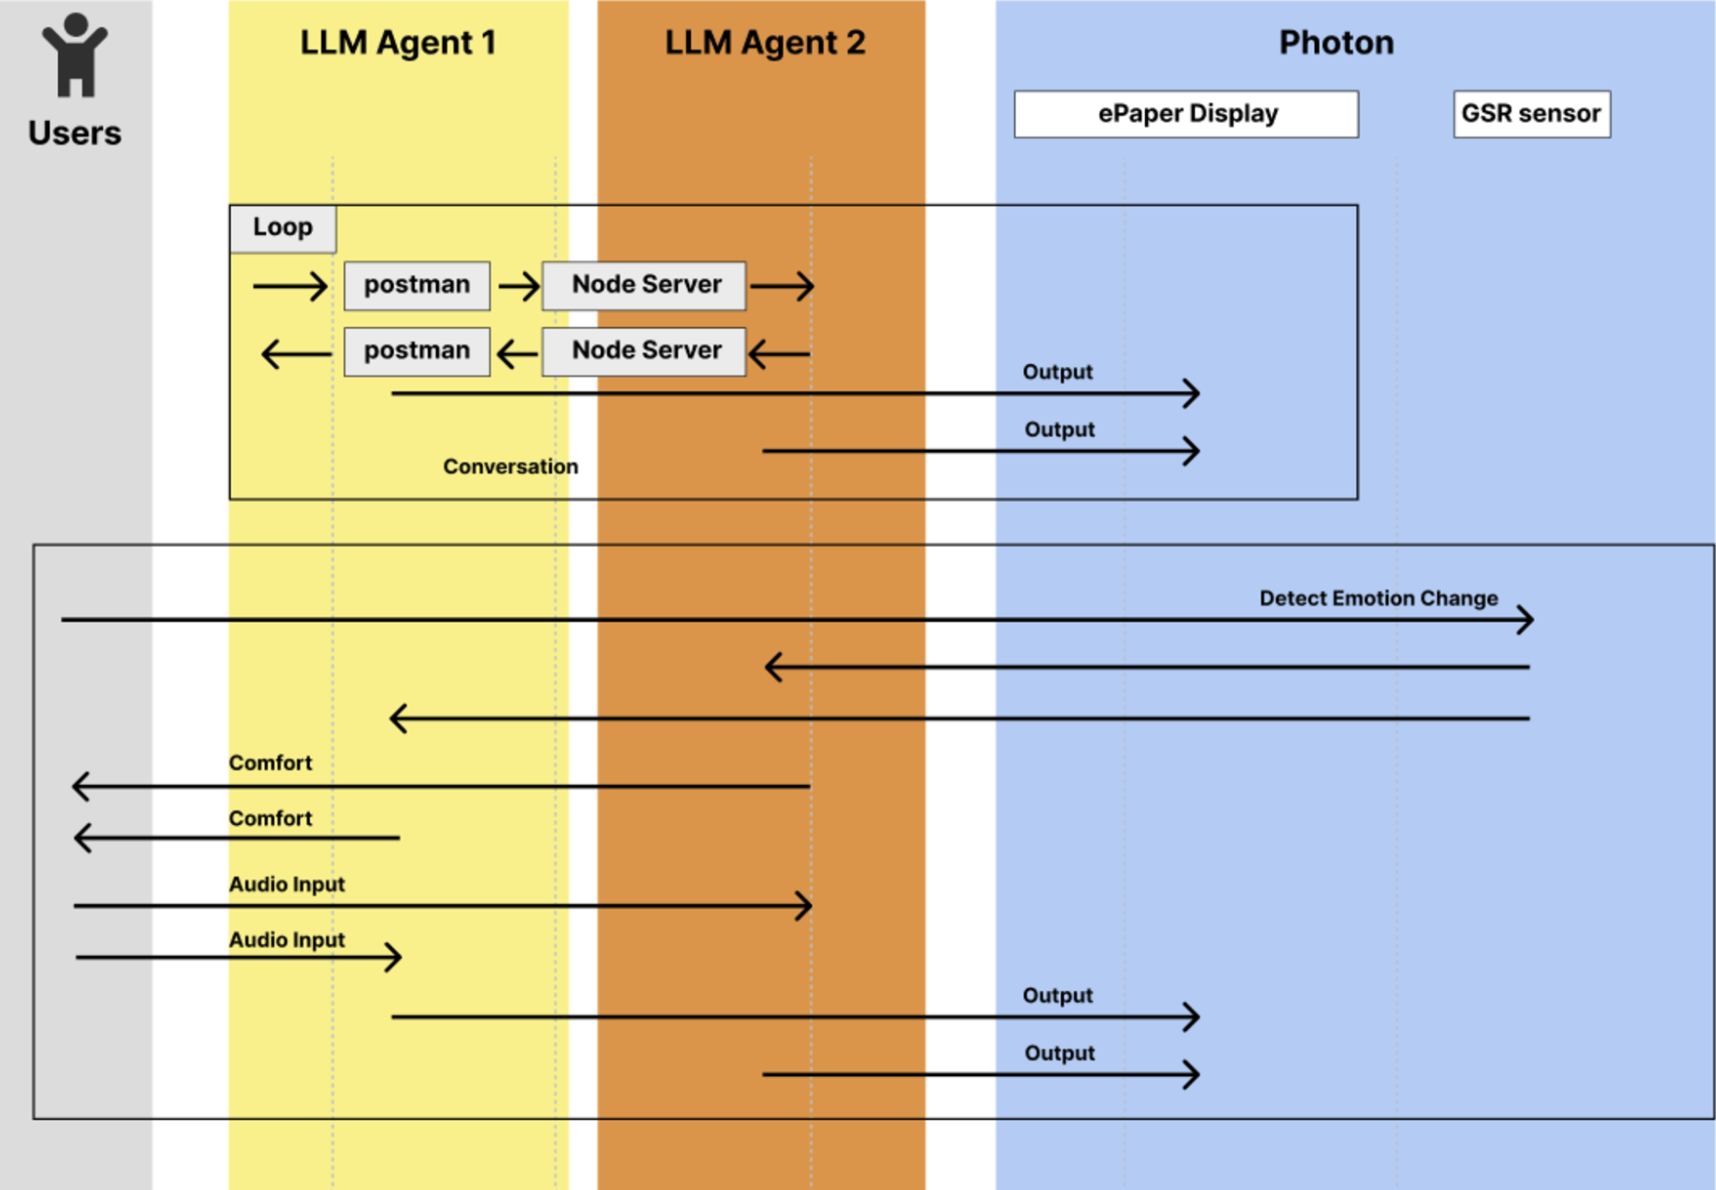 Users
LLM Agent 1
LLM Agent 2
Photon
ePaper Display
GSR sensor
Loop
postman
Node Server
postman
Node Server
Output
Output
Conversation
Detect Emotion Change
Comfort
Comfort
Audio Input
Audio Input
Output
Output